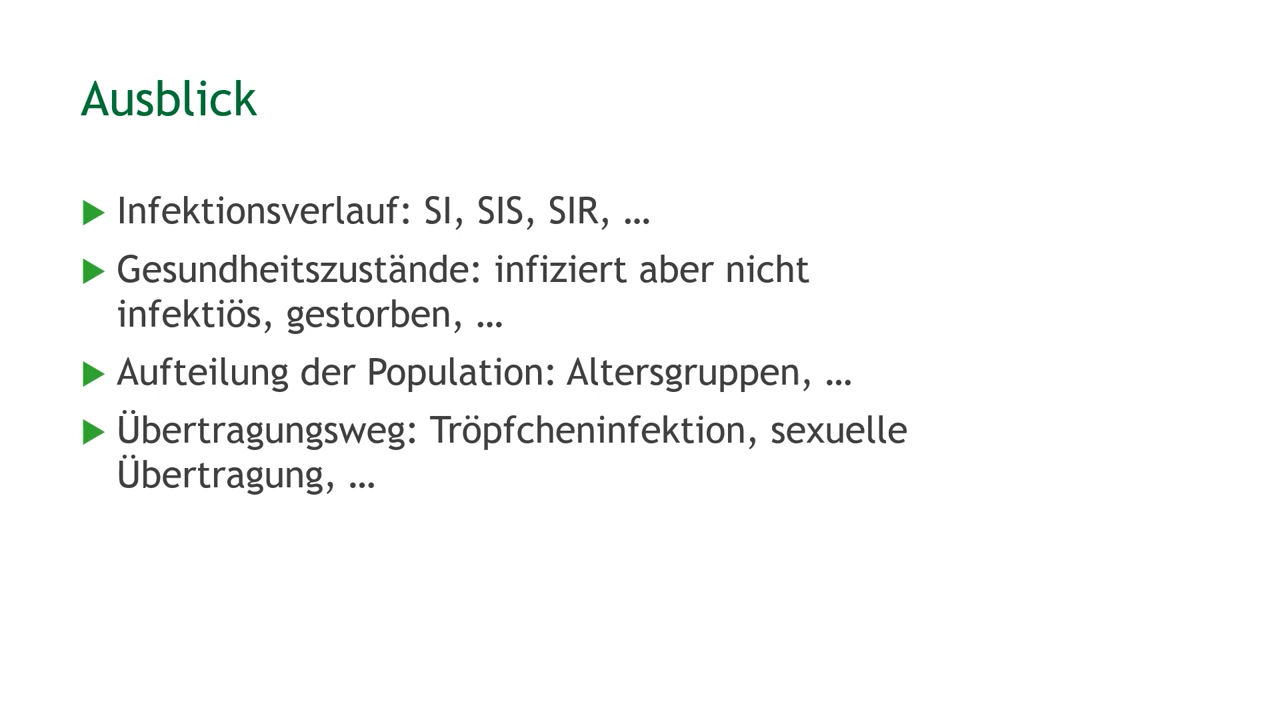 Ausblick
Infektionsverlauf: SI, SIS, SIR, …
Gesundheitszustände: infiziert aber nicht
infektiös, gestorben, …
Aufteilung der Population: Altersgruppen, …
Übertragungsweg: Tröpfcheninfektion, sexuelle
Übertragung, …